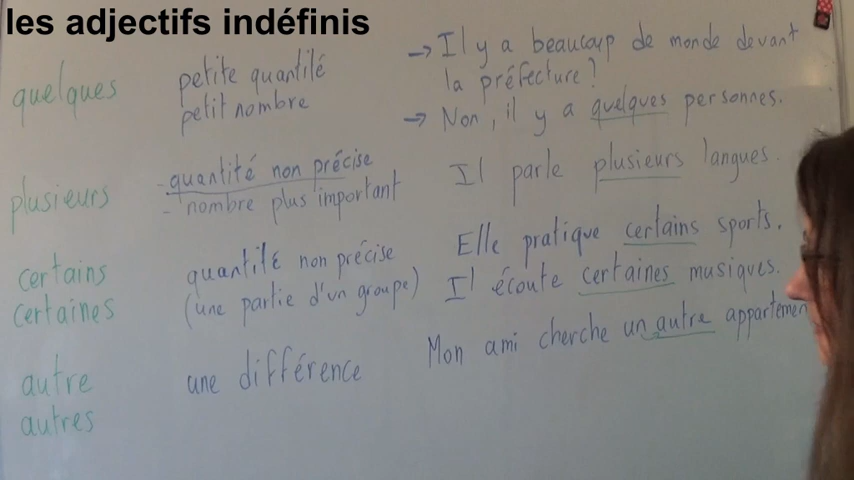 les adjectifs indéfinis
quelques
petite quantité
petit nombre
→ Il y a beaucoup de monde devant
la préfecture?
→ Non, il y a quelques personnes.
plusieurs
- quantité non précise
- nombre plus important
Il parle plusieurs langues.
certains
certaines
quantité non précise
(une partie d'un groupe)
Elle pratique certains sports.
Il écoute certaines musiques.
autre
autres
une différence
Mon ami cherche un autre appartemen